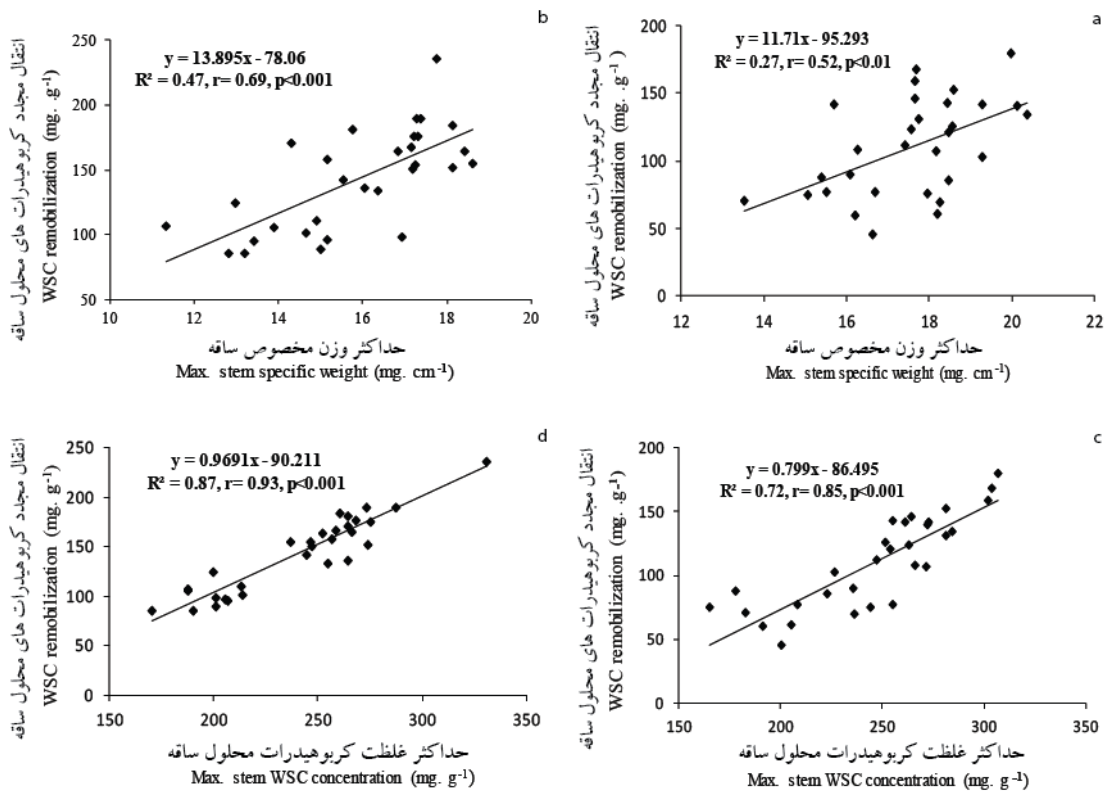 b
y = 13.895x - 78.06
R² = 0.47, r= 0.69, p<0.001
انتقال مجدد کربوهیدرات های محلول ساقه
WSC remobilization (mg. .g-1)
250
200
150
100
50
10 12 14 16 18 20
حداکثر وزن مخصوص ساقه
Max. stem specific weight (mg. cm-1)
a
y = 11.71x - 95.293
R² = 0.27, r= 0.52, p<0.01
انتقال مجدد کربوهیدرات های محلول ساقه
WSC remobilization (mg. .g-1)
200
150
100
50
0
12 14 16 18 20 22
حداکثر وزن مخصوص ساقه
Max. stem specific weight (mg. cm-1)
d
y = 0.9691x - 90.211
R² = 0.87, r= 0.93, p<0.001
انتقال مجدد کربوهیدرات های محلول ساقه
WSC remobilization (mg. g-1)
250
200
150
100
50
0
150 200 250 300 350
حداکثر غلظت کربوهیدرات محلول ساقه
Max. stem WSC concentration (mg. g-1)
c
y = 0.799x - 86.495
R² = 0.72, r= 0.85, p<0.001
انتقال مجدد کربوهیدرات های محلول ساقه
WSC remobilization (mg. .g-1)
200
150
100
50
0
150 200 250 300 350
حداکثر غلظت کربوهیدرات محلول ساقه
Max. stem WSC concentration (mg. g-1)